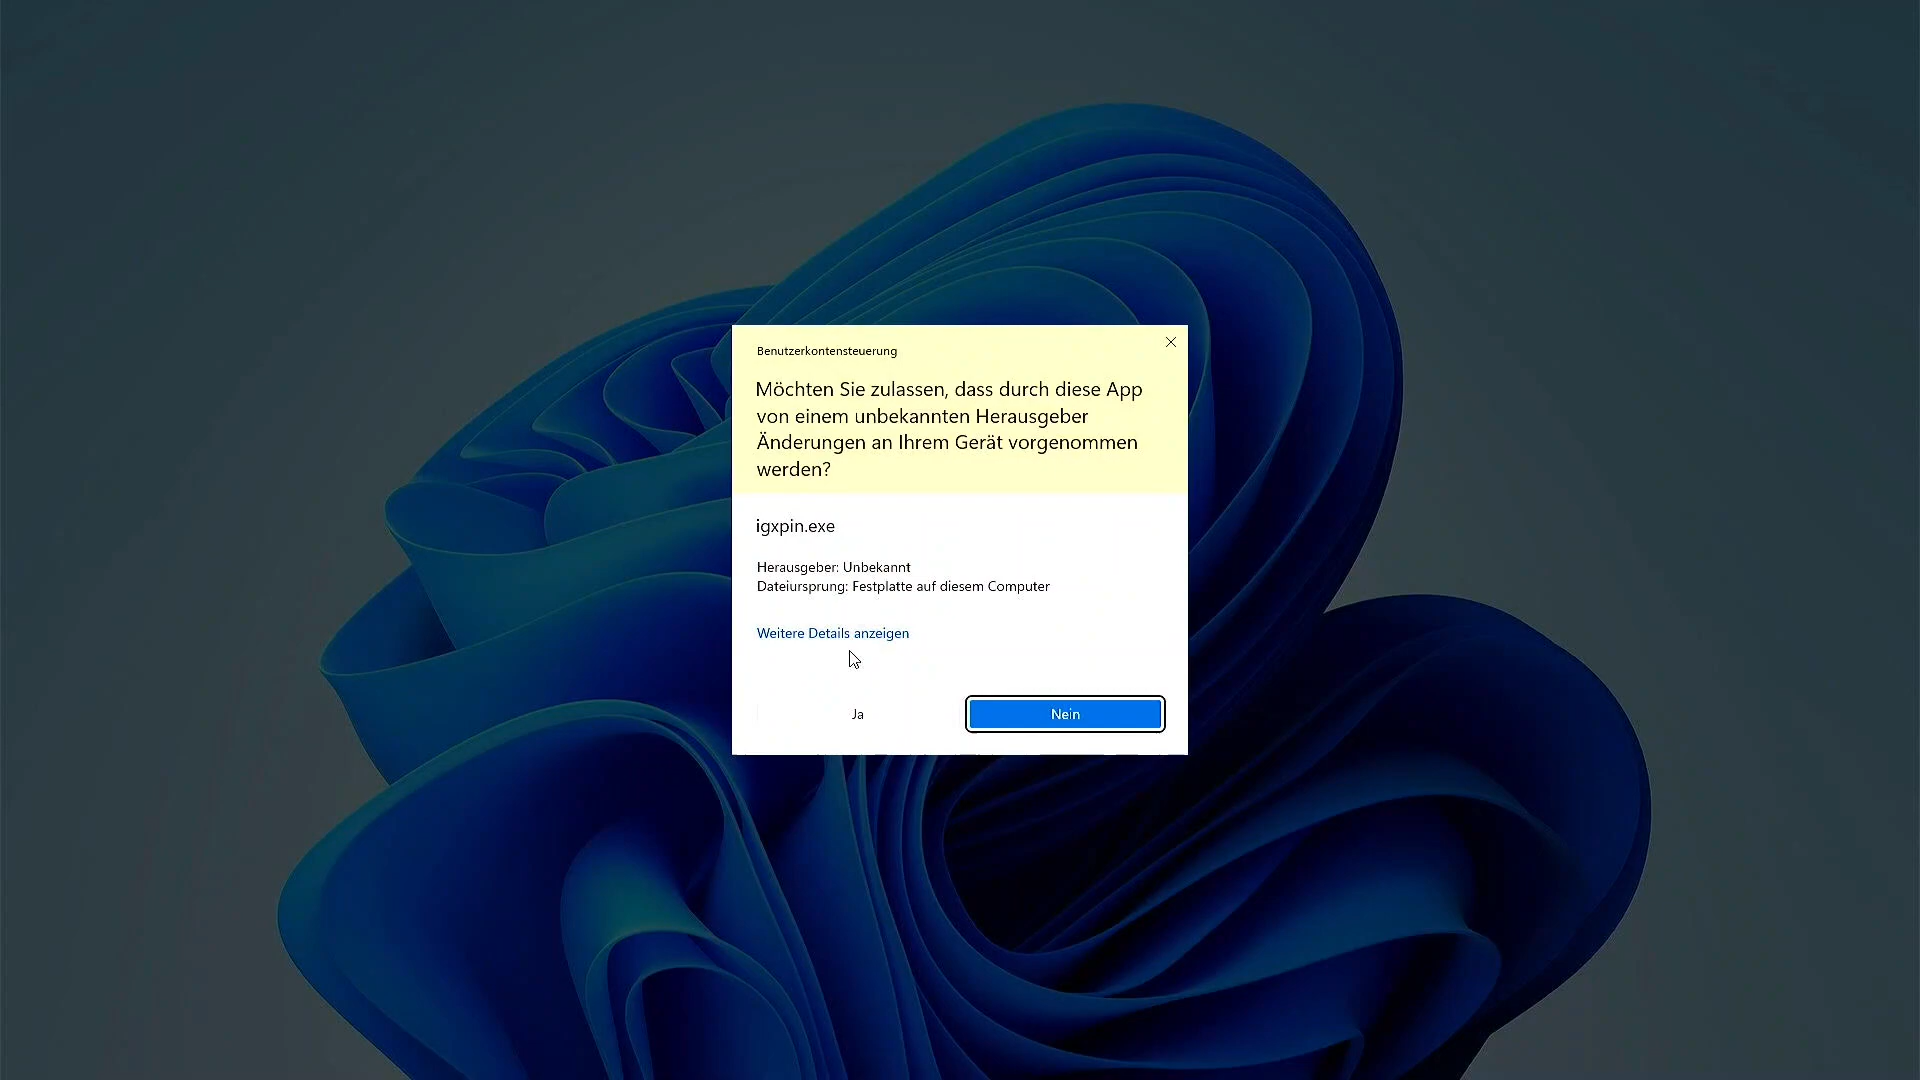 Benutzerkontensteuerung
Möchten Sie zulassen, dass durch diese App
von einem unbekannten Herausgeber
Änderungen an Ihrem Gerät vorgenommen
werden?
igxpin.exe
Herausgeber: Unbekannt
Dateiursprung: Festplatte auf diesem Computer
Weitere Details anzeigen
Ja
Nein